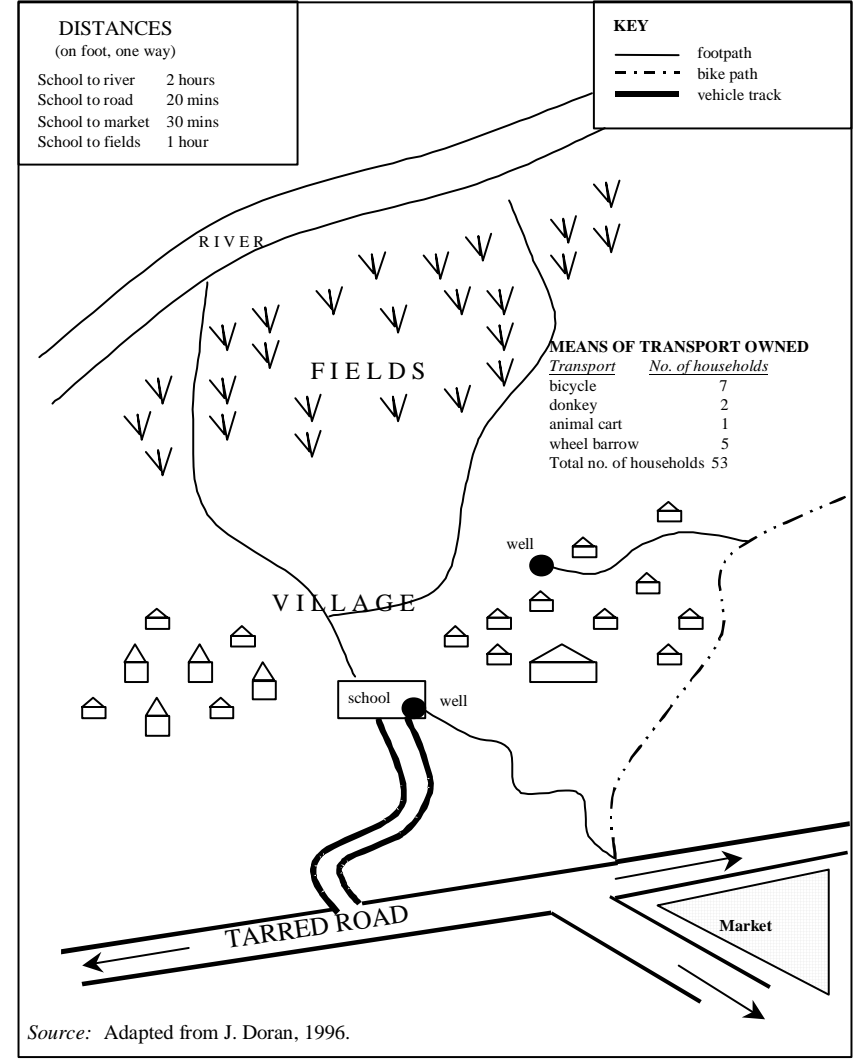 DISTANCES
(on foot, one way)
School to river 2 hours
School to road 20 mins
School to market 30 mins
School to fields 1 hour
KEY
footpath
bike path
vehicle track
RIVER
FIELDS
MEANS OF TRANSPORT OWNED
Transport No. of households
bicycle 7
donkey 2
animal cart 1
wheel barrow 5
Total no. of households 53
well
VILLAGE
school
well
TARRED ROAD
Market
Source: Adapted from J. Doran, 1996.